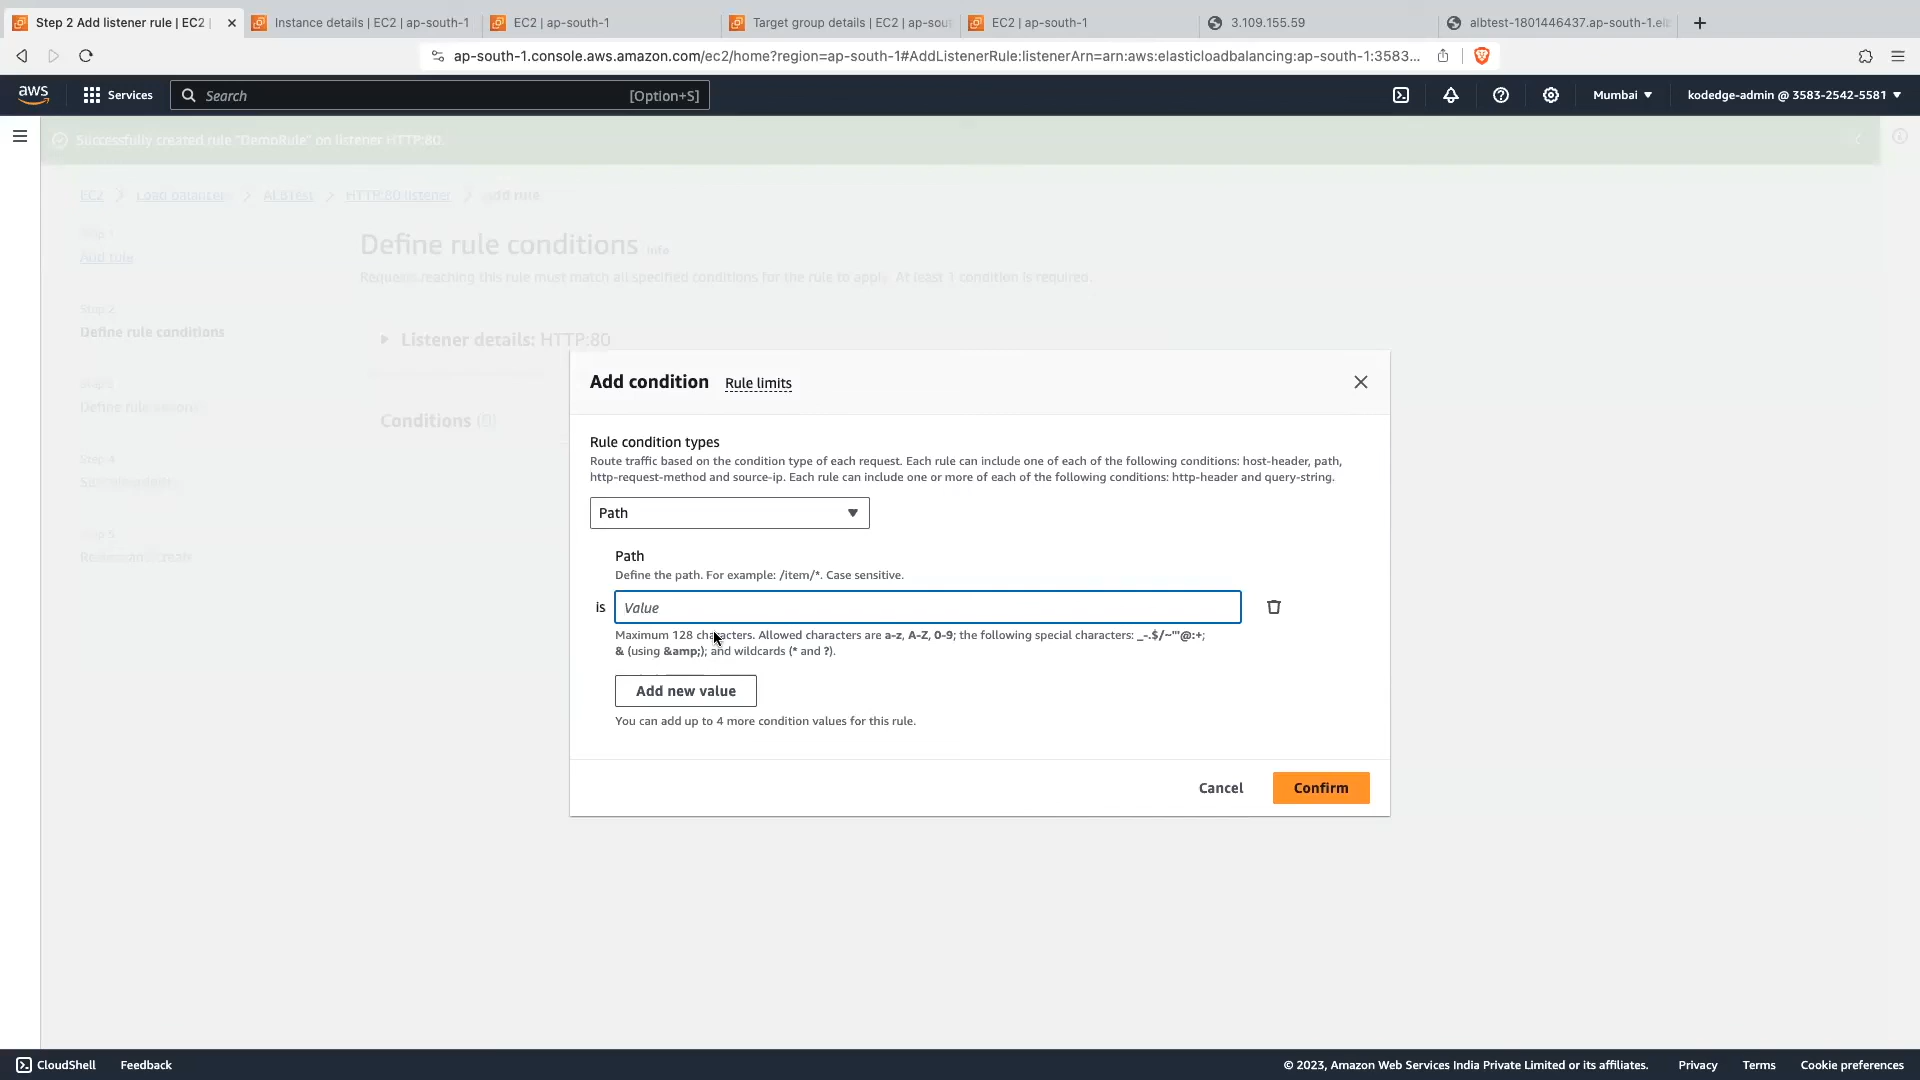 Step 2 Add listener rule | EC2 |
Instance details | EC2 | ap-south-1
EC2 | ap-south-1
Target group details | EC2 | ap-sou
EC2 | ap-south-1
3.109.155.59
albtest-1801446437.ap-south-1.el
ap-south-1.console.aws.amazon.com/ec2/home?region=ap-south-1#AddListenerRule:listenerArn=arn:aws:elasticloadbalancing:ap-south-1:3583...
aws
Services
Search
[Option+S]
Mumbai
kodedge-admin @ 3583-2542-5581
Successfully created rule "DemoRule" on listener HTTP:80.
EC2
Load balancer
ALBTest
HTTP:80 listener
Add rule
Step 1
Add rule
Define rule conditions
Info
Requests reaching this rule must match all specified conditions for the rule to apply. At least 1 condition is required.
Step 2
Define rule conditions
Listener details: HTTP:80
Step 3
Define rule actions
Conditions (0)
Step 4
Step 5
Add condition
Rule limits
Rule condition types
Route traffic based on the condition type of each request. Each rule can include one of each of the following conditions: host-header, path,
http-request-method and source-ip. Each rule can include one or more of each of the following conditions: http-header and query-string.
Path
Path
Define the path. For example: /item/*. Case sensitive.
is
Value
Maximum 128 characters. Allowed characters are a-z, A-Z, 0-9; the following special characters: _-.$/~"'@:+;
& (using &amp;); and wildcards (* and ?).
Add new value
You can add up to 4 more condition values for this rule.
Cancel
Confirm
CloudShell
Feedback
© 2023, Amazon Web Services India Private Limited or its affiliates.
Privacy
Terms
Cookie preferences